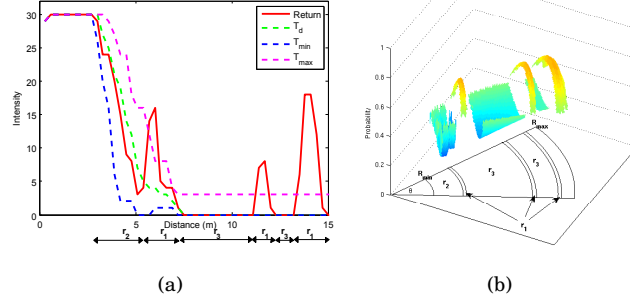 Return
T_d
T_min
T_max
30
25
20
15
10
5
0
Intensity
0
5
10
15
Distance (m)
r_2
r_1
r_3
r_1
r_3
r_1
(a)
1
0.8
0.6
0.4
0.2
0
Probability
R_max
R_min
θ
r_2
r_3
r_3
r_1
(b)